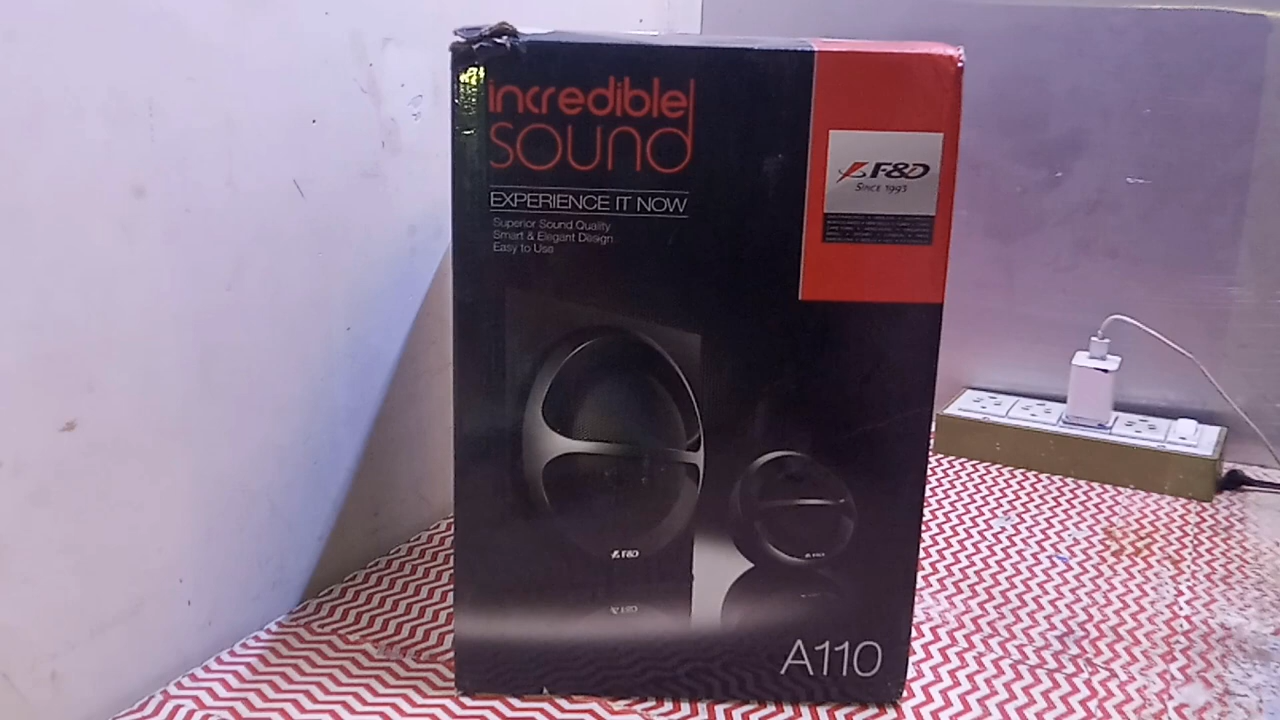 incredible
sound
EXPERIENCE IT NOW
Superior Sound Quality
Smart & Elegant Design
Easy to Use
F&D
SINCE 1993
F&D
F&D
A110